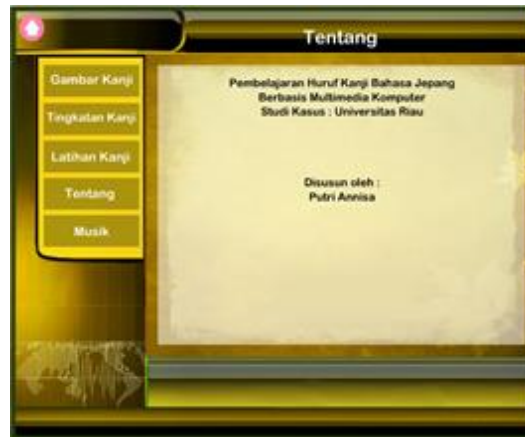 Tentang
Gambar Kanji
Tingkatan Kanji
Latihan Kanji
Tentang
Musik
Pembelajaran Huruf Kanji Bahasa Jepang
Berbasis Multimedia Komputer
Studi Kasus : Universitas Riau
Disusun oleh :
Putri Annisa